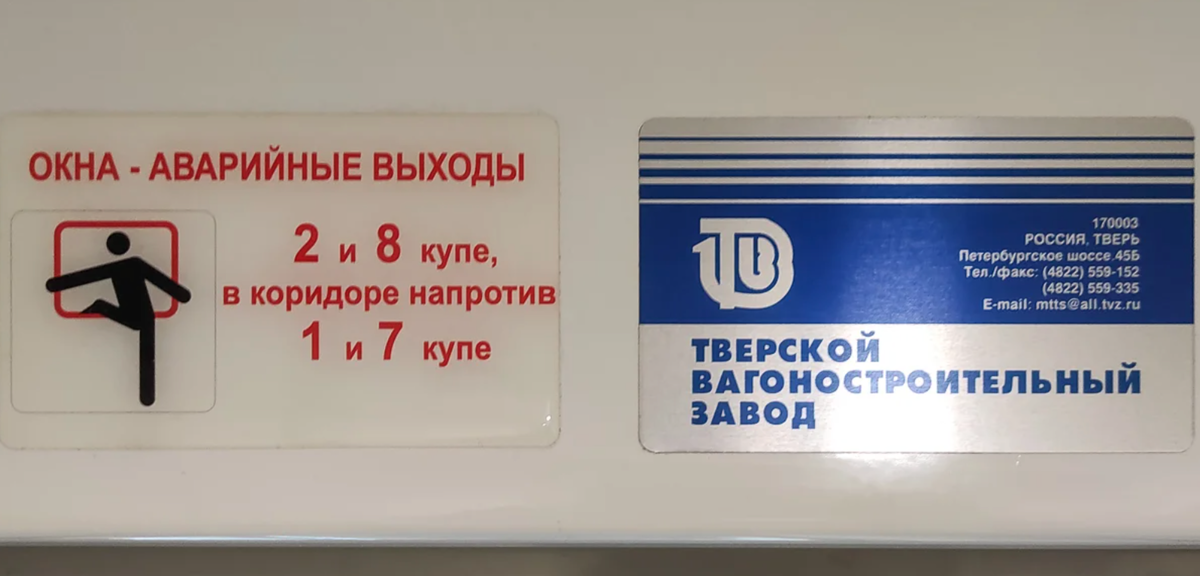 ОКНА - АВАРИЙНЫЕ ВЫХОДЫ
2 и 8 купе,
в коридоре напротив
1 и 7 купе
ТВЗ
170003
РОССИЯ, ТВЕРЬ
Петербургское шоссе.45Б
Тел./факс: (4822) 559-152
(4822) 559-335
E-mail: mtts@all.tvz.ru
ТВЕРСКОЙ
ВАГОНОСТРОИТЕЛЬНЫЙ
ЗАВОД